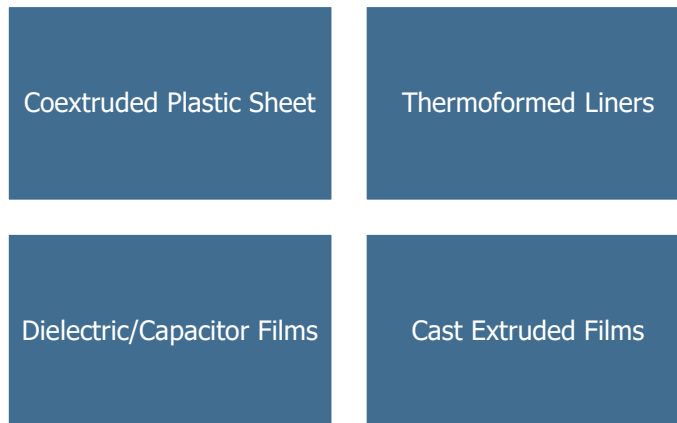 Coextruded Plastic Sheet
Thermoformed Liners
Dielectric/Capacitor Films
Cast Extruded Films